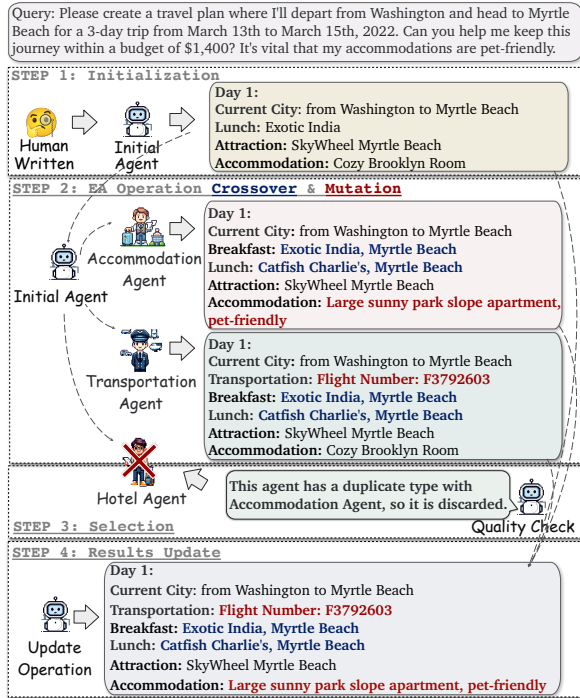 Query: Please create a travel plan where I'll depart from Washington and head to Myrtle
Beach for a 3-day trip from March 13th to March 15th, 2022. Can you help me keep this
journey within a budget of $1,400? It's vital that my accommodations are pet-friendly.
STEP 1: Initialization
Human
Written
Initial
Agent
Day 1:
Current City: from Washington to Myrtle Beach
Lunch: Exotic India
Attraction: SkyWheel Myrtle Beach
Accommodation: Cozy Brooklyn Room
STEP 2: EA Operation Crossover & Mutation
Initial Agent
Accommodation
Agent
Day 1:
Current City: from Washington to Myrtle Beach
Breakfast: Exotic India, Myrtle Beach
Lunch: Catfish Charlie's, Myrtle Beach
Attraction: SkyWheel Myrtle Beach
Accommodation: Large sunny park slope apartment,
pet-friendly
Transportation
Agent
Day 1:
Current City: from Washington to Myrtle Beach
Transportation: Flight Number: F3792603
Breakfast: Exotic India, Myrtle Beach
Lunch: Catfish Charlie's, Myrtle Beach
Attraction: SkyWheel Myrtle Beach
Accommodation: Cozy Brooklyn Room
Hotel Agent
This agent has a duplicate type with
Accommodation Agent, so it is discarded.
Quality Check
STEP 3: Selection
STEP 4: Results Update
Update
Operation
Day 1:
Current City: from Washington to Myrtle Beach
Transportation: Flight Number: F3792603
Breakfast: Exotic India, Myrtle Beach
Lunch: Catfish Charlie's, Myrtle Beach
Attraction: SkyWheel Myrtle Beach
Accommodation: Large sunny park slope apartment, pet-friendly